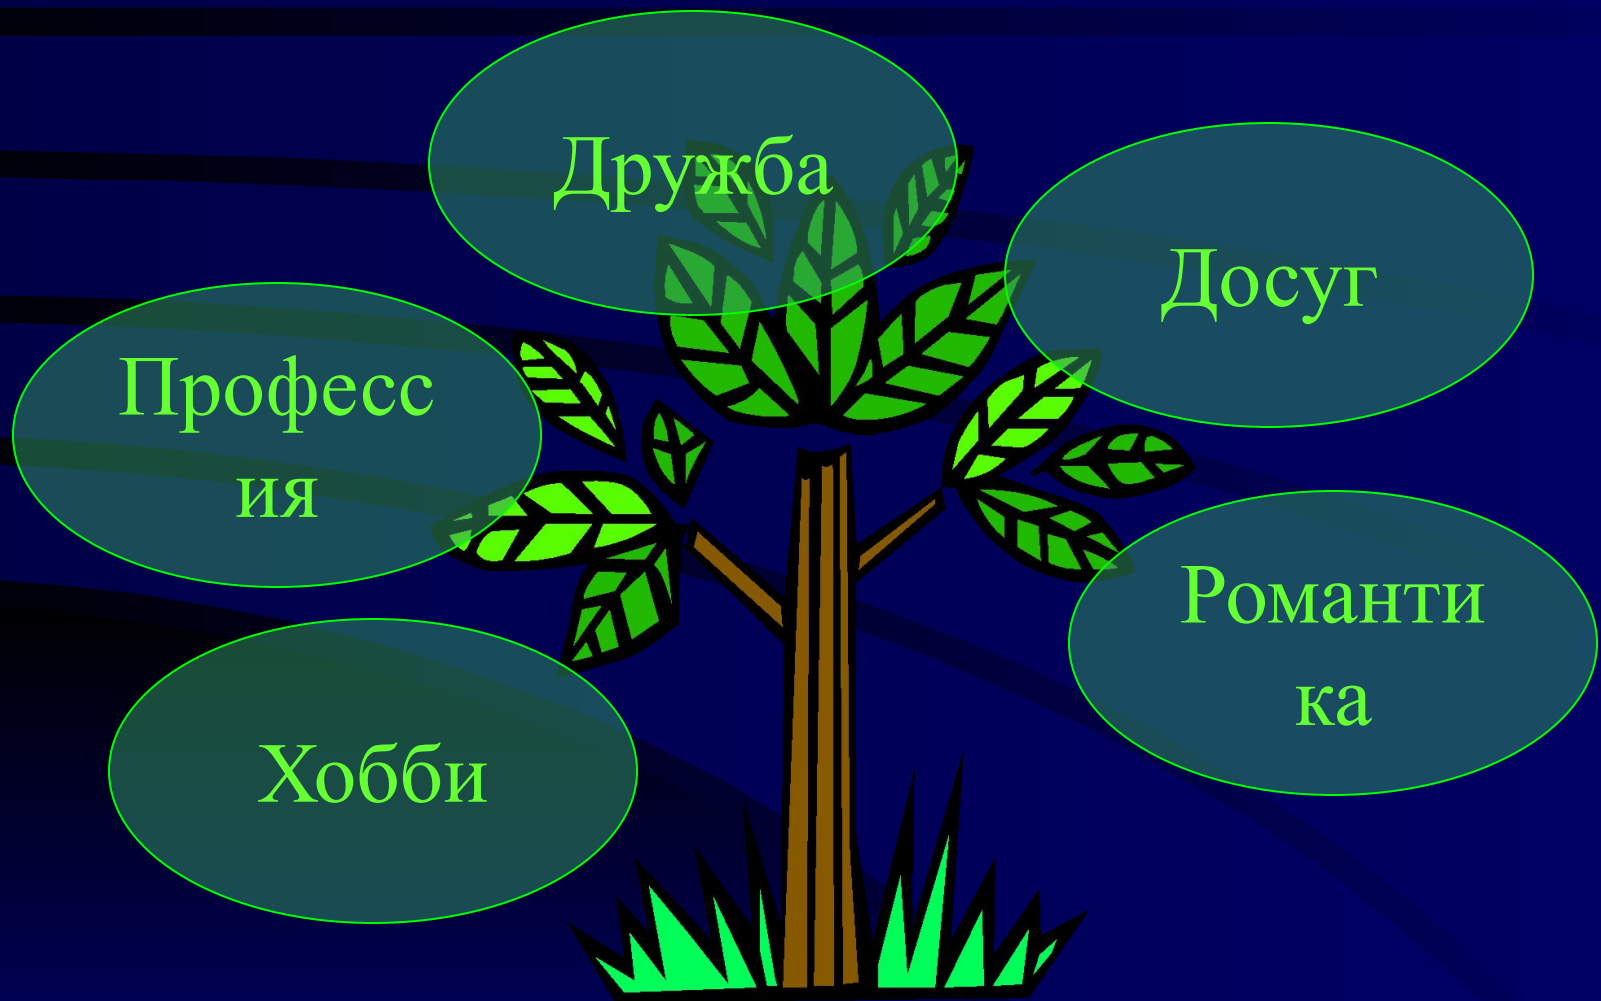 Дружба
Досуг
Професс
ия
Романти
ка
Хобби